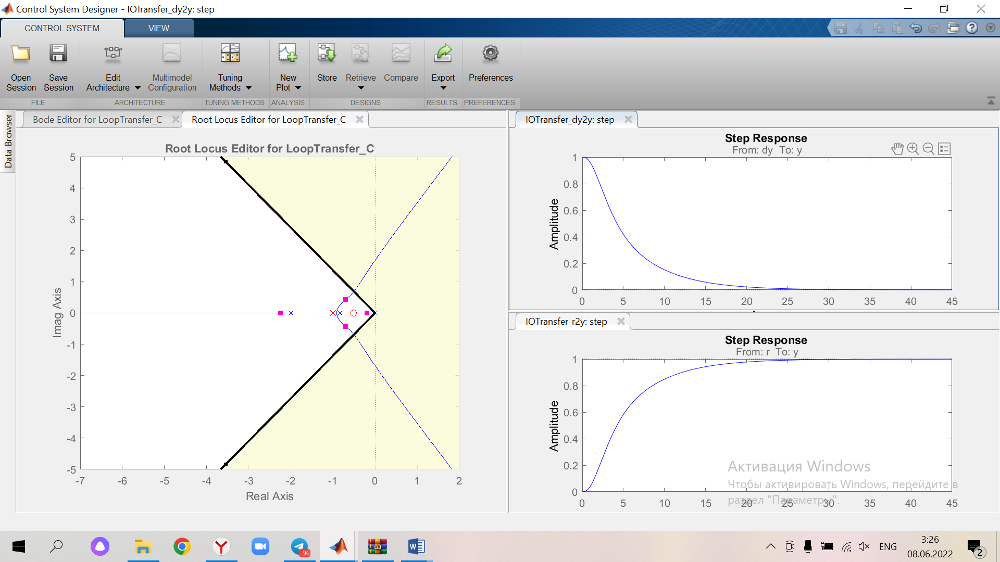 Control System Designer - IOTransfer_dy2y: step
CONTROL SYSTEM
VIEW
Open Session
Save Session
Edit Architecture
Multimodel Configuration
Tuning Methods
New Plot
Store
Retrieve
Compare
Export
Preferences
FILE
ARCHITECTURE
TUNING METHODS
ANALYSIS
DESIGNS
RESULTS
PREFERENCES
Data Browser
Bode Editor for LoopTransfer_C
Root Locus Editor for LoopTransfer_C
Root Locus Editor for LoopTransfer_C
5
4
3
2
1
0
-1
-2
-3
-4
-5
Imag Axis
-7 -6 -5 -4 -3 -2 -1 0 1 2
Real Axis
IOTransfer_dy2y: step
Step Response
From: dy To: y
1
0.8
0.6
0.4
0.2
0
Amplitude
0 5 10 15 20 25 30 35 40 45
IOTransfer_r2y: step
Step Response
From: r To: y
1
0.8
0.6
0.4
0.2
0
Amplitude
0 5 10 15 20 25 30 35 40 45
Активация Windows
Чтобы активировать Windows, перейдите в
раздел "Параметры".
96
ENG
3:26
08.06.2022
2